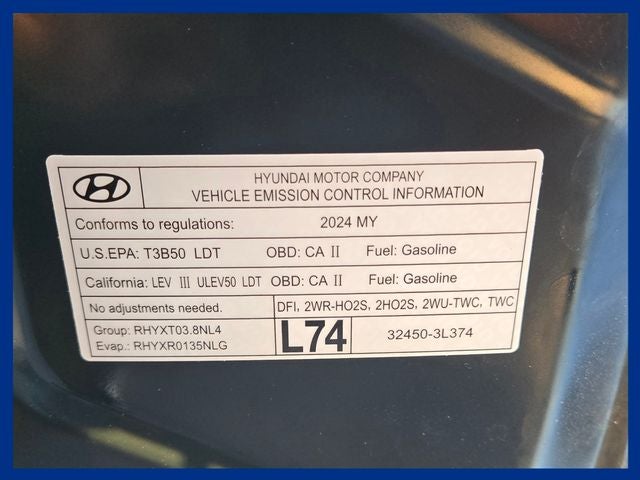 HYUNDAI MOTOR COMPANY
VEHICLE EMISSION CONTROL INFORMATION
Conforms to regulations: 2024 MY
U.S.EPA: T3B50 LDT OBD: CA II Fuel: Gasoline
California: LEV III ULEV50 LDT OBD: CA II Fuel: Gasoline
No adjustments needed. DFI, 2WR-HO2S, 2HO2S, 2WU-TWC, TWC
Group: RHYXT03.8NL4
Evap.: RHYXR0135NLG
L74
32450-3L374